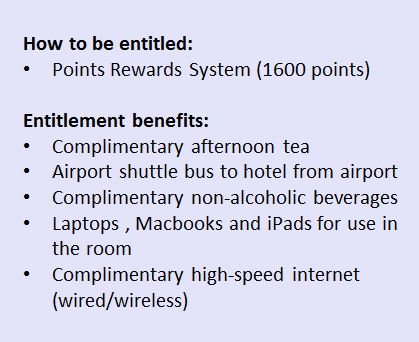 How to be entitled:
• Points Rewards System (1600 points)
Entitlement benefits:
• Complimentary afternoon tea
• Airport shuttle bus to hotel from airport
• Complimentary non-alcoholic beverages
• Laptops , Macbooks and iPads for use in
the room
• Complimentary high-speed internet
(wired/wireless)